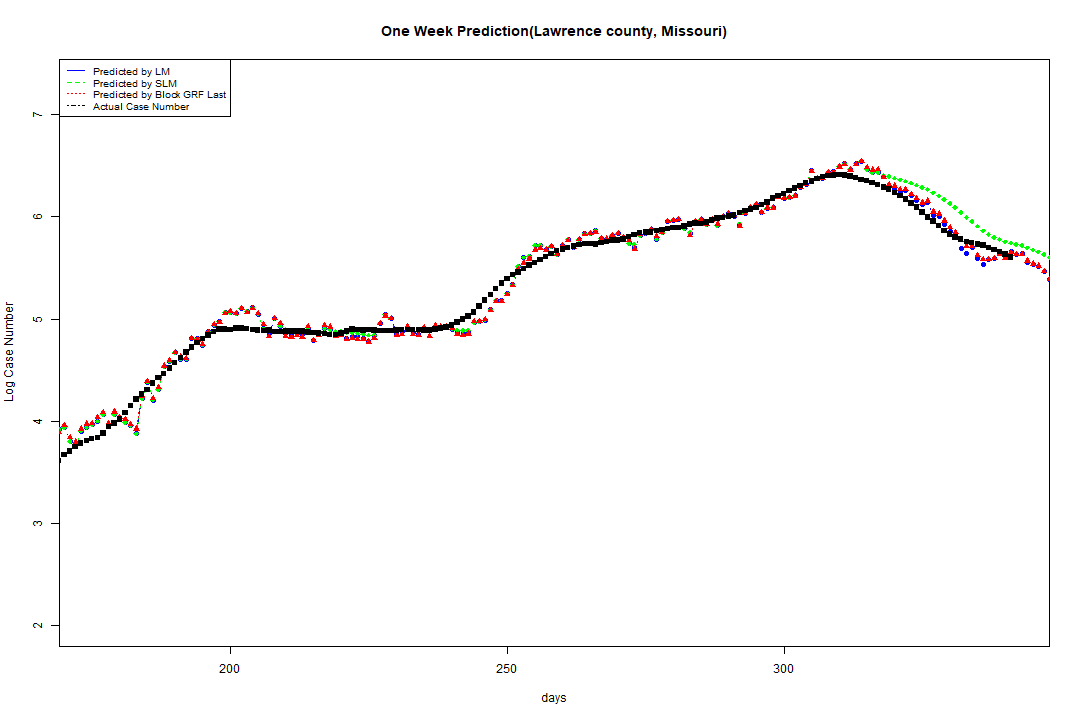 One Week Prediction(Lawrence county, Missouri)
Predicted by LM
Predicted by SLM
Predicted by Block GRF Last
Actual Case Number
7
6
5
4
3
2
Log Case Number
200 250 300
days